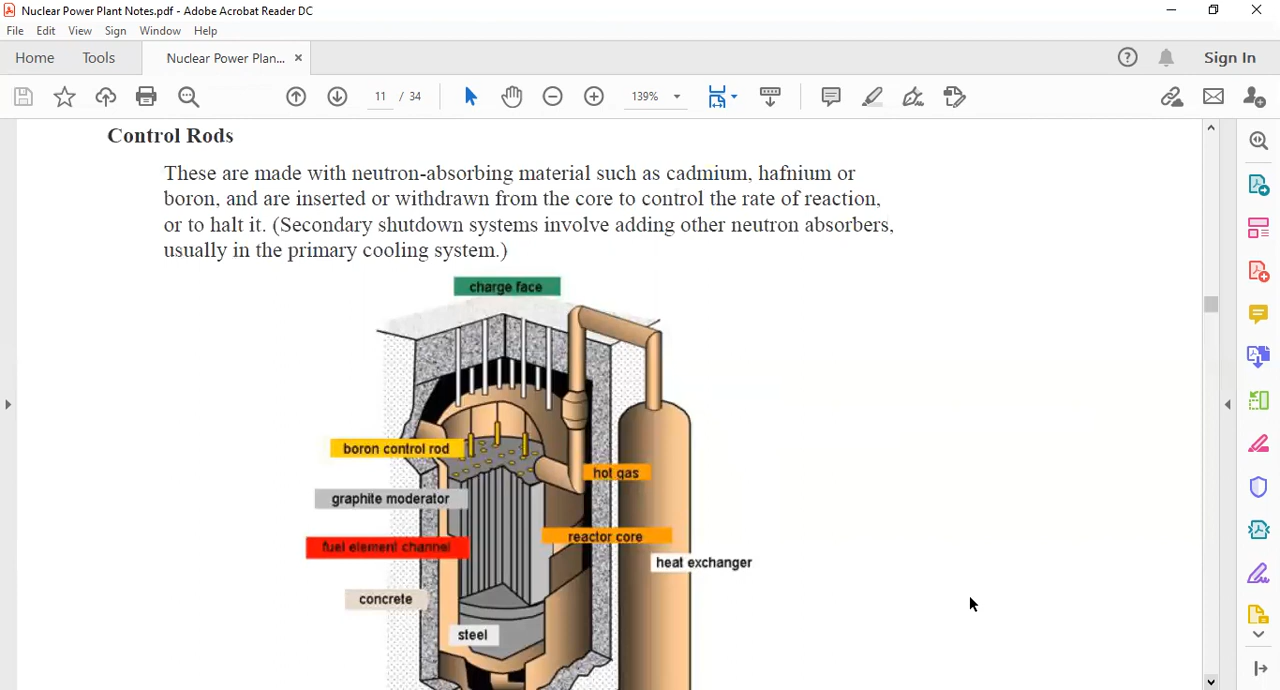 Nuclear Power Plant Notes.pdf - Adobe Acrobat Reader DC
File Edit View Sign Window Help
Home Tools Nuclear Power Plan... × Sign In
11 / 34 139%
Control Rods
These are made with neutron-absorbing material such as cadmium, hafnium or
boron, and are inserted or withdrawn from the core to control the rate of reaction,
or to halt it. (Secondary shutdown systems involve adding other neutron absorbers,
usually in the primary cooling system.)
charge face
boron control rod
hot gas
graphite moderator
reactor core
fuel element channel
heat exchanger
concrete
steel